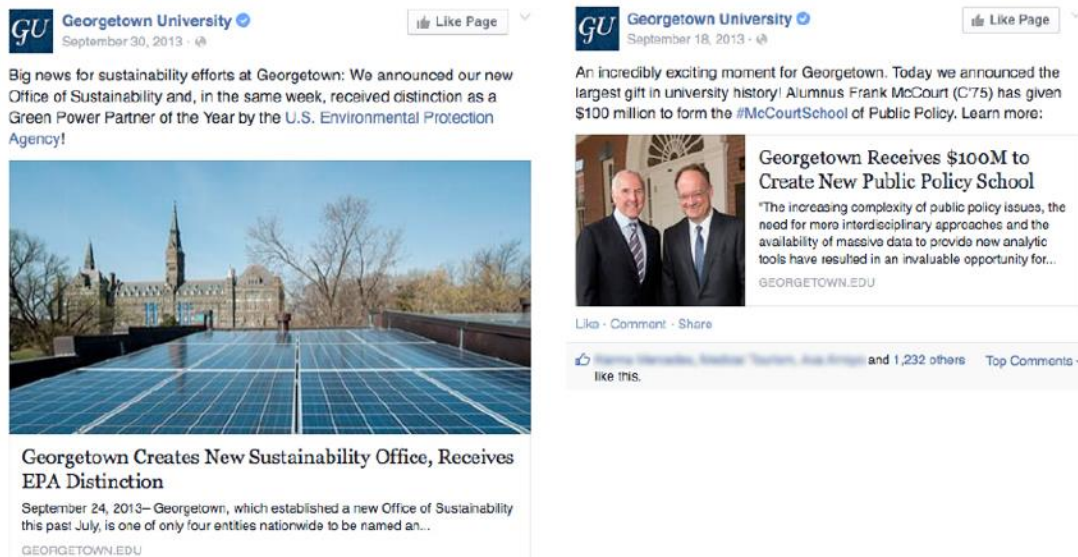 GU
Georgetown University
September 30, 2013
Like Page
Big news for sustainability efforts at Georgetown: We announced our new
Office of Sustainability and, in the same week, received distinction as a
Green Power Partner of the Year by the U.S. Environmental Protection
Agency!
Georgetown Creates New Sustainability Office, Receives
EPA Distinction
September 24, 2013– Georgetown, which established a new Office of Sustainability
this past July, is one of only four entities nationwide to be named an...
GEORGETOWN.EDU
GU
Georgetown University
September 18, 2013
Like Page
An incredibly exciting moment for Georgetown. Today we announced the
largest gift in university history! Alumnus Frank McCourt (C'75) has given
$100 million to form the #McCourtSchool of Public Policy. Learn more:
Georgetown Receives $100M to
Create New Public Policy School
"The increasing complexity of public policy issues, the
need for more interdisciplinary approaches and the
availability of massive data to provide new analytic
tools have resulted in an invaluable opportunity for...
GEORGETOWN.EDU
Like · Comment · Share
and 1,232 others Top Comments
like this.